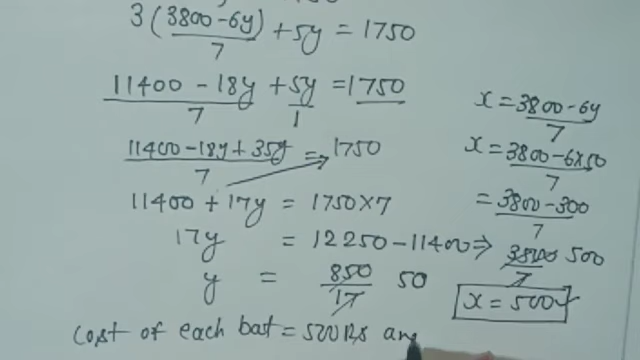 3(3800-6y)/7 + 5y = 1750
11400-18y/7 + 5y/1 = 1750
11400-18y+35y/7 = 1750
11400 + 17y = 1750×7
17y = 12250-11400
y = 850/17 50
x = 3800-6y/7
x = 3800-6×50/7
= 3800-300/7
⇒ 3500/7 500
x = 500
cost of each bat = 500 Rs